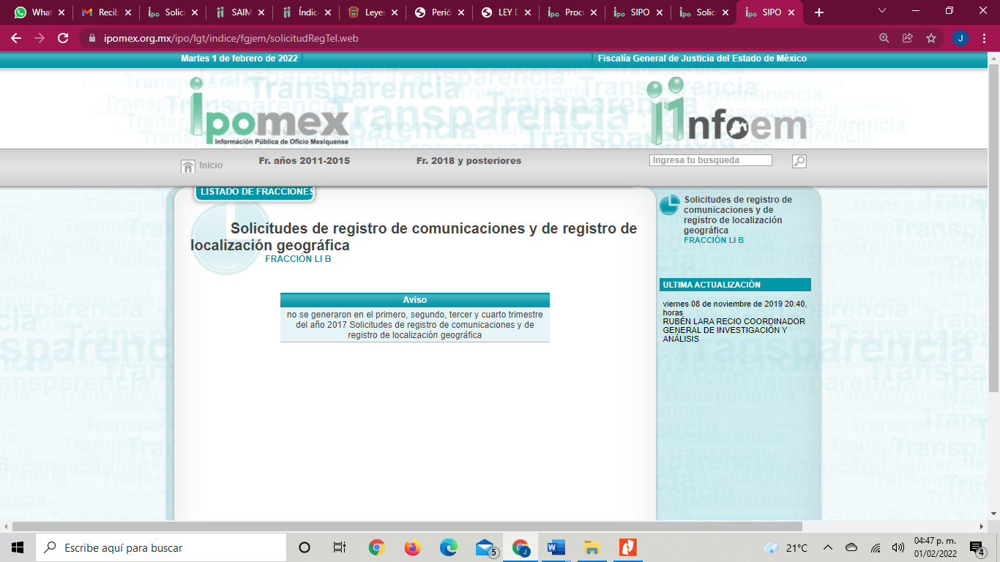 What
Recib
Solici
SAIM
Índic
Leyes
Perió
LEY D
Procu
SIPO
Solic
SIPO
ipomex.org.mx/ipo/lgt/indice/fgjem/solicitudRegTel.web
J
Martes 1 de febrero de 2022
Fiscalía General de Justicia del Estado de México
ipomex
Información Pública de Oficio Mexiquense
infoem
Inicio
Fr. años 2011-2015
Fr. 2018 y posteriores
Ingresa tu busqueda
LISTADO DE FRACCIONES
Solicitudes de registro de comunicaciones y de registro de
localización geográfica
FRACCIÓN LI B
Aviso
no se generaron en el primero, segundo, tercer y cuarto trimestre
del año 2017 Solicitudes de registro de comunicaciones y de
registro de localización geográfica
Solicitudes de registro de
comunicaciones y de
registro de localización
geográfica
FRACCIÓN LI B
ULTIMA ACTUALIZACIÓN
viernes 08 de noviembre de 2019 20:40,
horas
RUBÉN LARA RECIO COORDINADOR
GENERAL DE INVESTIGACIÓN Y
ANÁLISIS
Transparencia
Escribe aquí para buscar
5
J
21°C
04:47 p. m.
01/02/2022
4